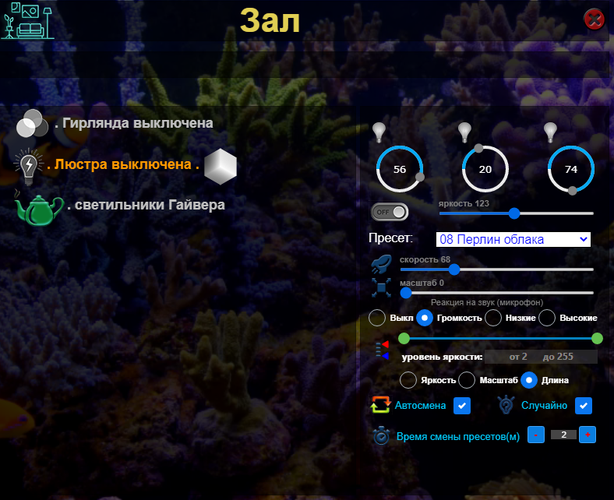 Зал
. Гирлянда выключена
. Люстра выключена .
. светильники Гайвера
56 20 74
OFF яркость 123
Пресет: 08 Перлин облака
скорость 68
масштаб 0
Реакция на звук (микрофон)
Выкл Громкость Низкие Высокие
уровень яркости: от 2 до 255
Яркость Масштаб Длина
Автосмена Случайно
Время смены пресетов(м) - 2 +